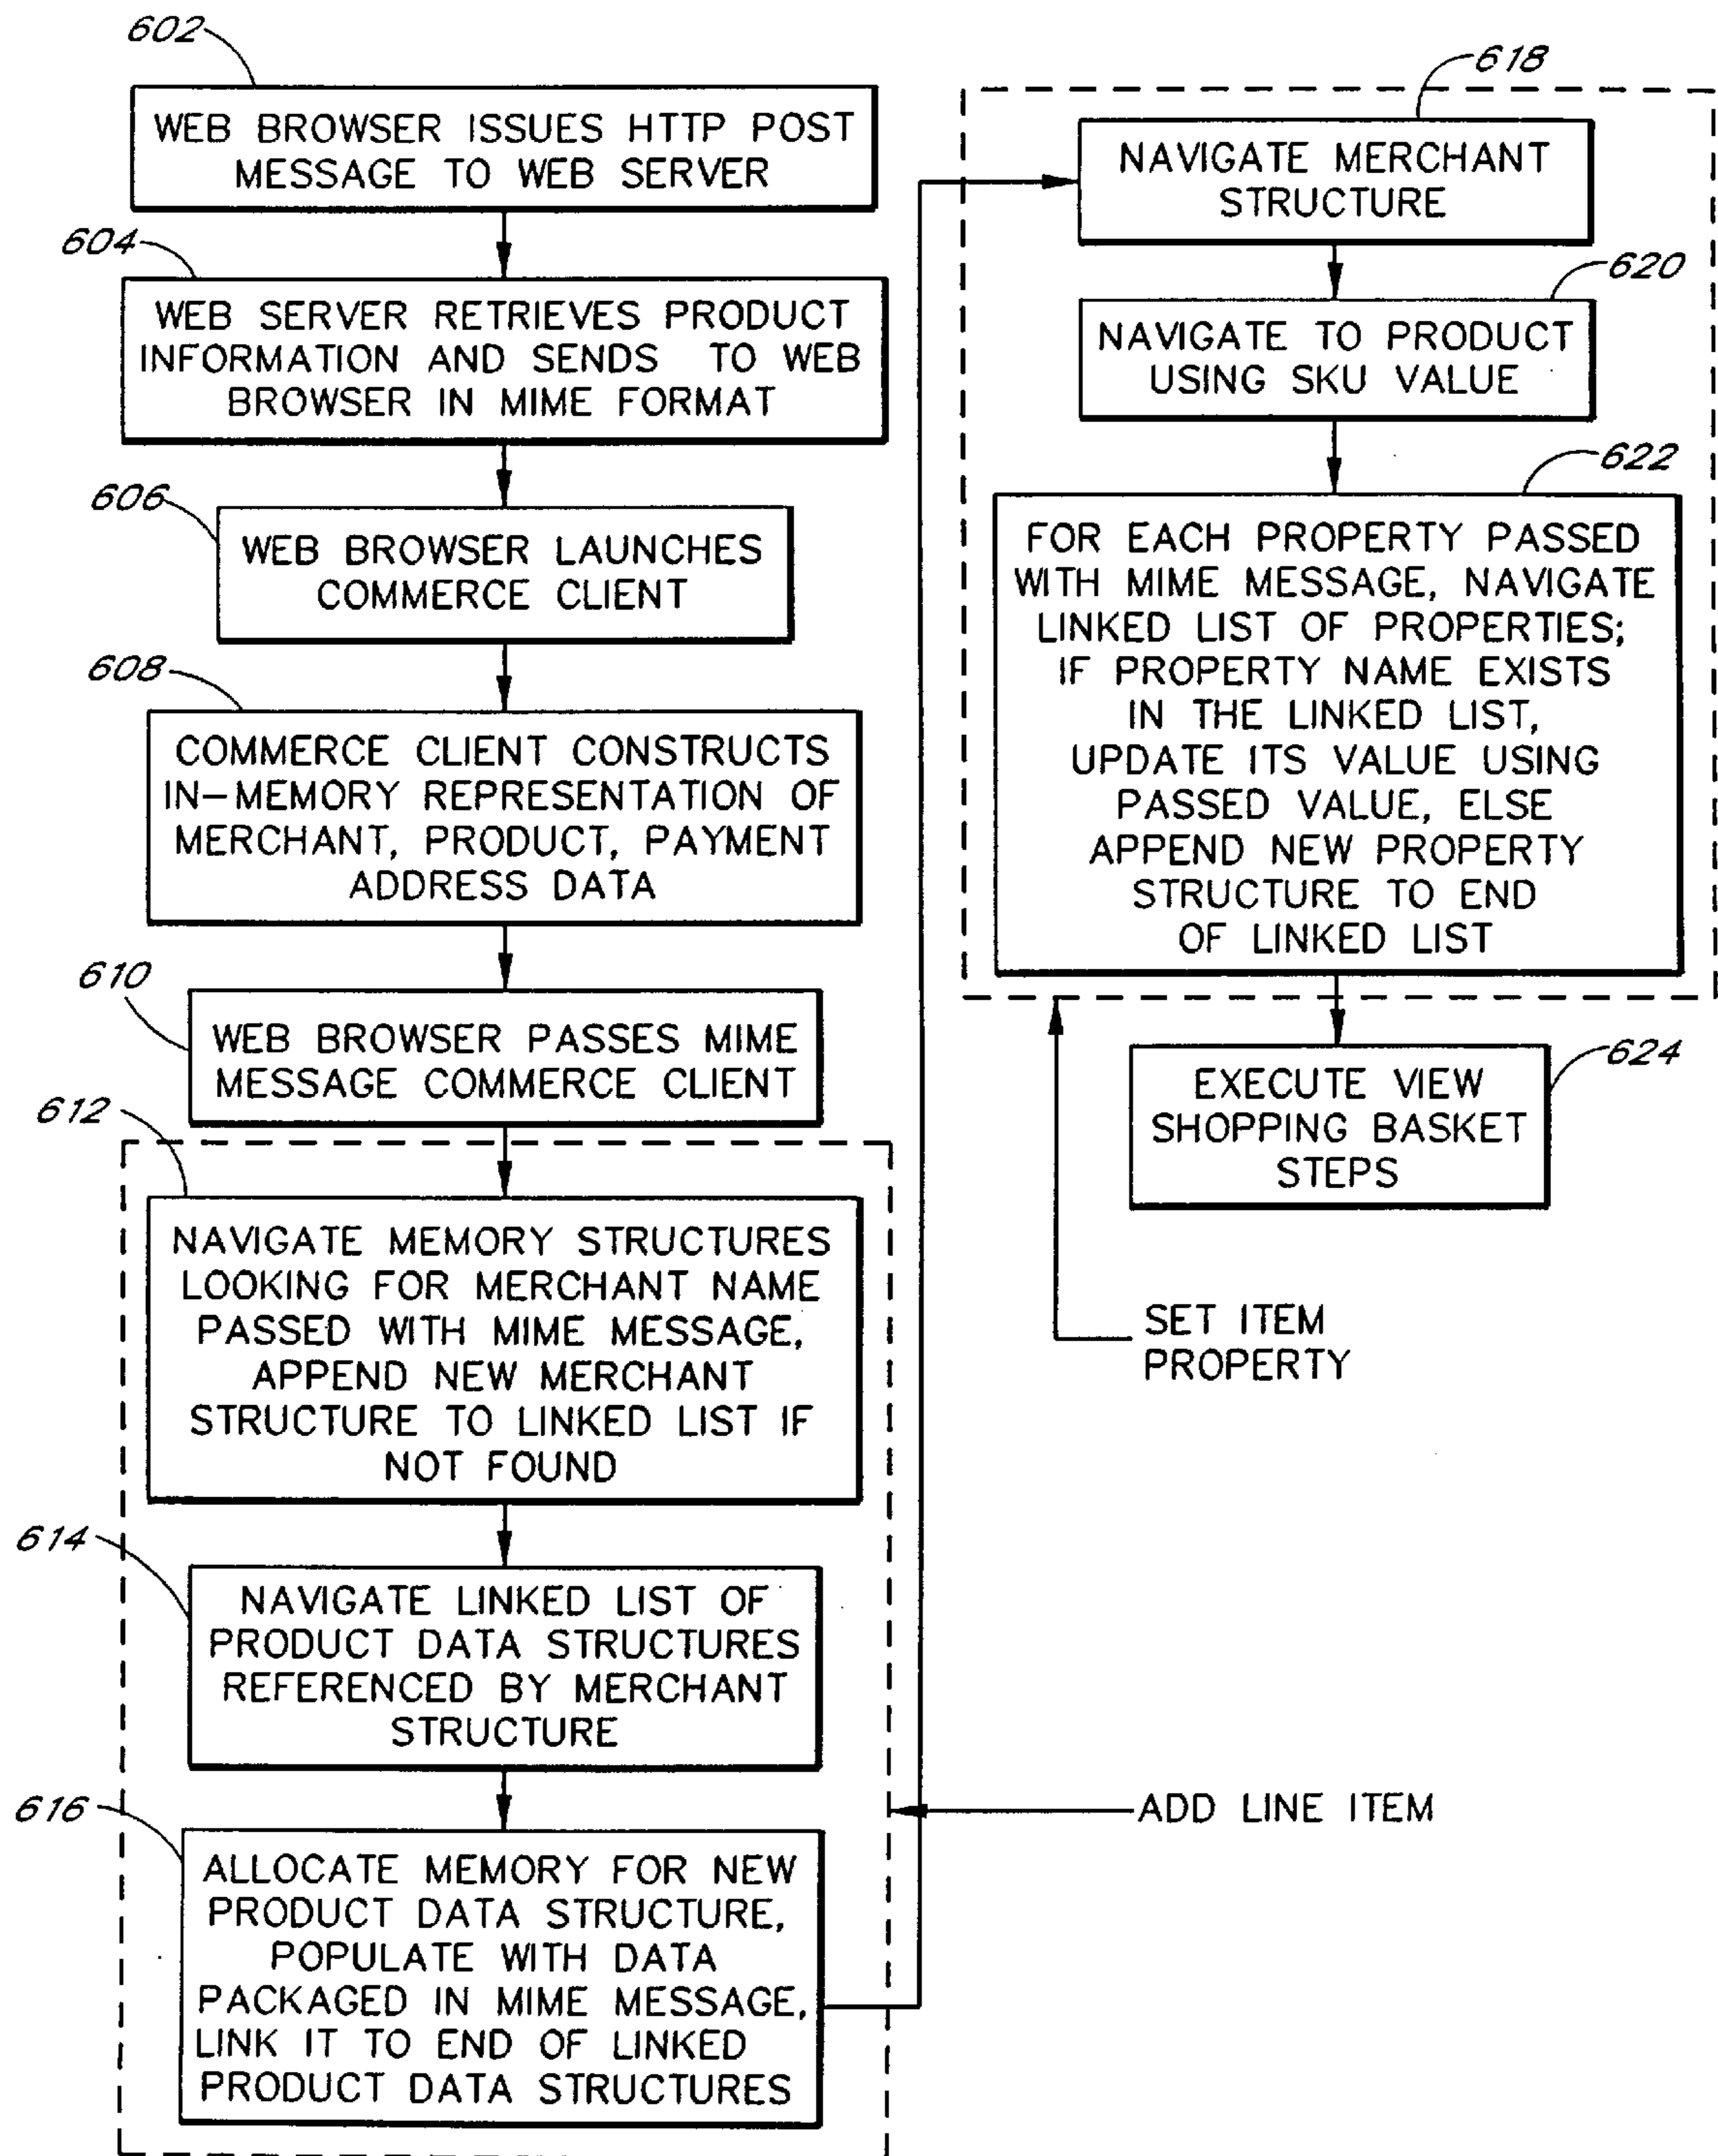 602
WEB BROWSER ISSUES HTTP POST
MESSAGE TO WEB SERVER
604
WEB SERVER RETRIEVES PRODUCT
INFORMATION AND SENDS TO WEB
BROWSER IN MIME FORMAT
606
WEB BROWSER LAUNCHES
COMMERCE CLIENT
608
COMMERCE CLIENT CONSTRUCTS
IN-MEMORY REPRESENTATION OF
MERCHANT, PRODUCT, PAYMENT
ADDRESS DATA
610
WEB BROWSER PASSES MIME
MESSAGE COMMERCE CLIENT
612
NAVIGATE MEMORY STRUCTURES
LOOKING FOR MERCHANT NAME
PASSED WITH MIME MESSAGE,
APPEND NEW MERCHANT
STRUCTURE TO LINKED LIST IF
NOT FOUND
614
NAVIGATE LINKED LIST OF
PRODUCT DATA STRUCTURES
REFERENCED BY MERCHANT
STRUCTURE
616
ALLOCATE MEMORY FOR NEW
PRODUCT DATA STRUCTURE,
POPULATE WITH DATA
PACKAGED IN MIME MESSAGE,
LINK IT TO END OF LINKED
PRODUCT DATA STRUCTURES
ADD LINE ITEM
618
NAVIGATE MERCHANT
STRUCTURE
620
NAVIGATE TO PRODUCT
USING SKU VALUE
622
FOR EACH PROPERTY PASSED
WITH MIME MESSAGE, NAVIGATE
LINKED LIST OF PROPERTIES;
IF PROPERTY NAME EXISTS
IN THE LINKED LIST,
UPDATE ITS VALUE USING
PASSED VALUE, ELSE
APPEND NEW PROPERTY
STRUCTURE TO END
OF LINKED LIST
624
EXECUTE VIEW
SHOPPING BASKET
STEPS
SET ITEM
PROPERTY